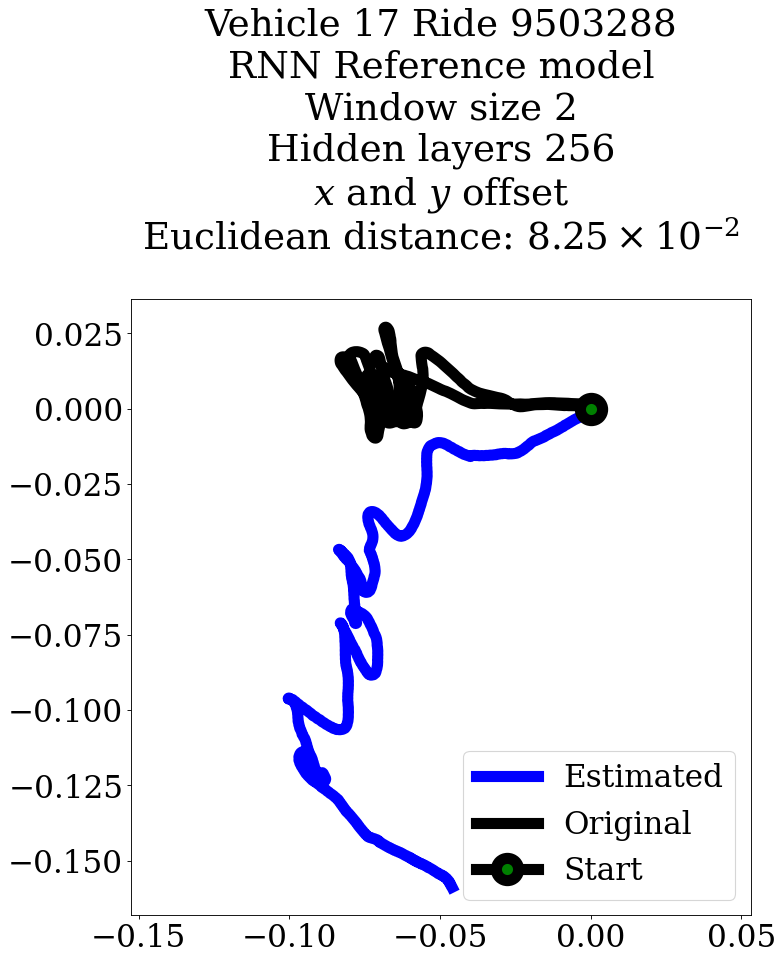 Vehicle 17 Ride 9503288
RNN Reference model
Window size 2
Hidden layers 256
x and y offset
Euclidean distance: 8.25 × 10⁻²
0.025
0.000
−0.025
−0.050
−0.075
−0.100
−0.125
−0.150
Estimated
Original
Start
−0.15
−0.10
−0.05
0.00
0.05